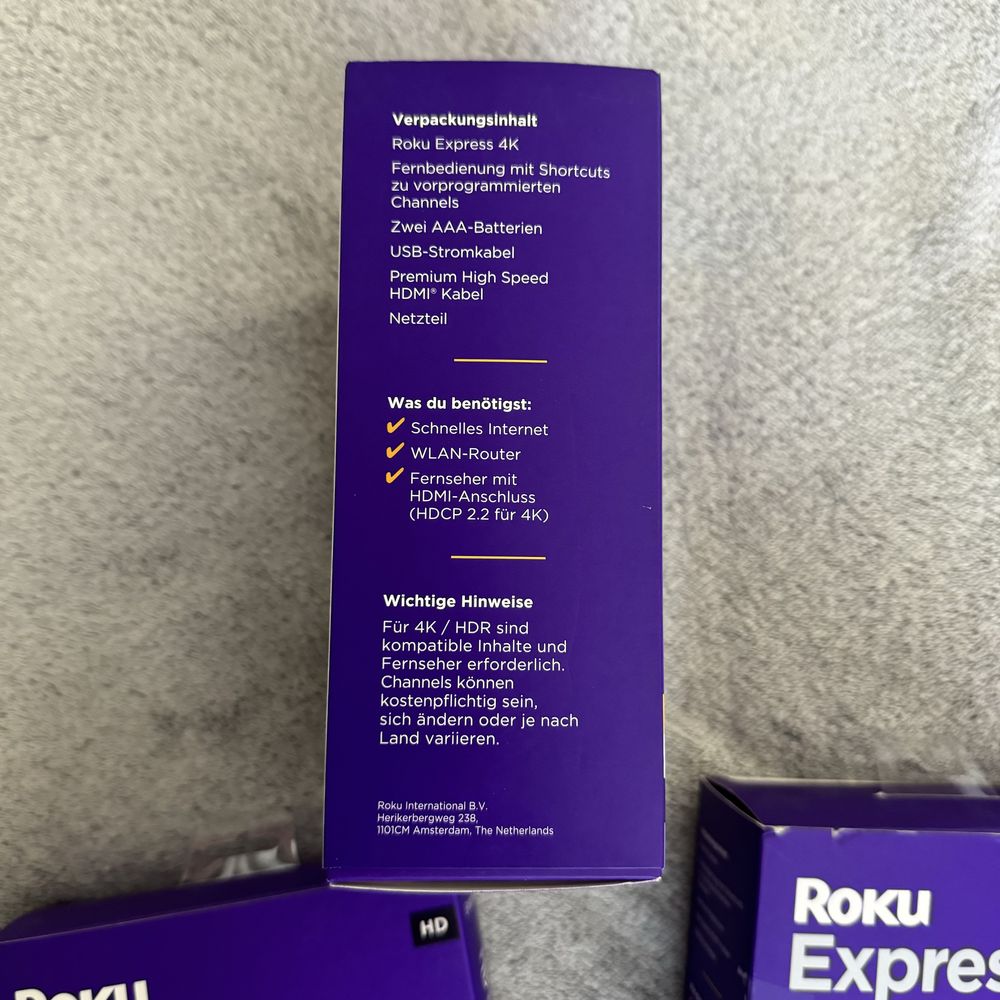 Verpackungsinhalt
Roku Express 4K
Fernbedienung mit Shortcuts
zu vorprogrammierten
Channels
Zwei AAA-Batterien
USB-Stromkabel
Premium High Speed
HDMI® Kabel
Netzteil
Was du benötigst:
Schnelles Internet
WLAN-Router
Fernseher mit
HDMI-Anschluss
(HDCP 2.2 für 4K)
Wichtige Hinweise
Für 4K / HDR sind
kompatible Inhalte und
Fernseher erforderlich.
Channels können
kostenpflichtig sein,
sich ändern oder je nach
Land variieren.
Roku International B.V.
Herikerbergweg 238,
1101CM Amsterdam, The Netherlands
HD
Roku
Roku
Expres